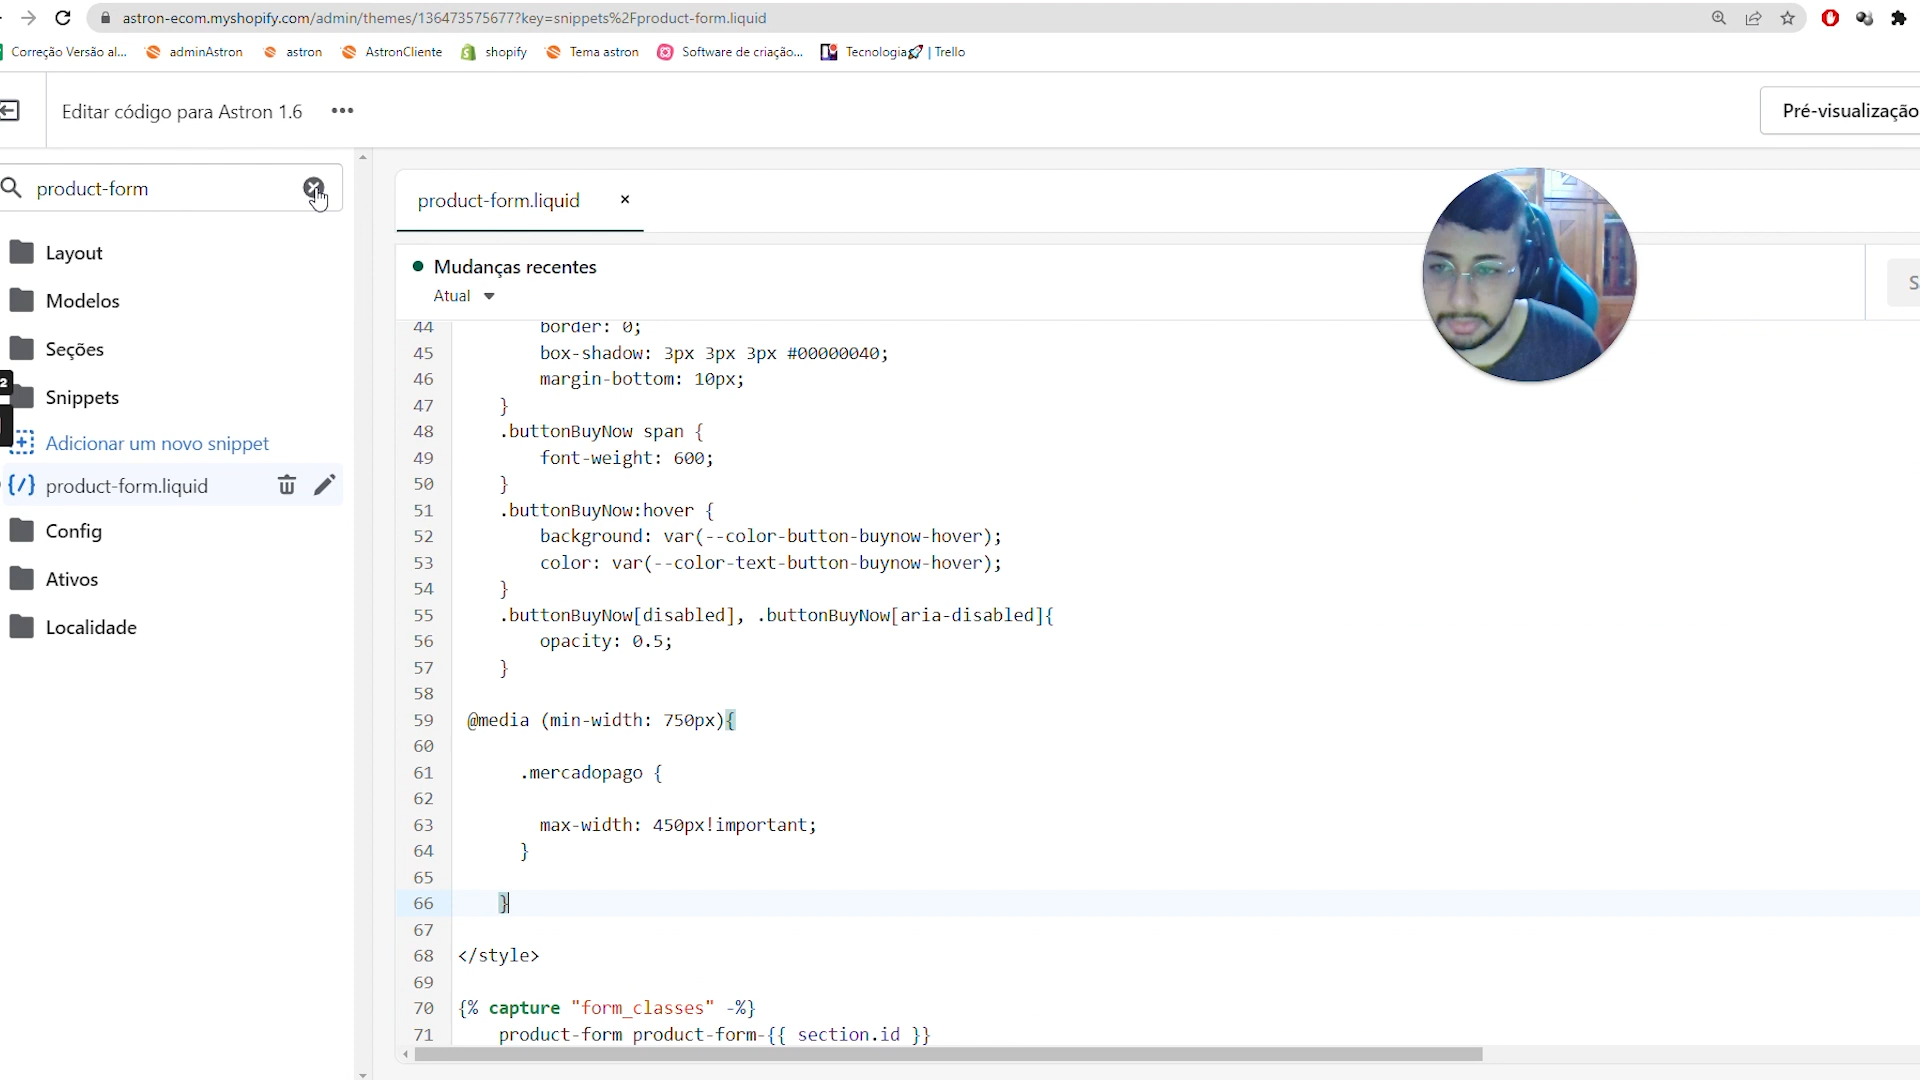 astron-ecom.myshopify.com/admin/themes/136473575677?key=snippets%2Fproduct-form.liquid
Correção Versão al...
adminAstron
astron
AstronCliente
shopify
Tema astron
Software de criação...
Tecnologia🚀 | Trello
Editar código para Astron 1.6
Pré-visualização
product-form
Layout
Modelos
Seções
2
Snippets
Adicionar um novo snippet
{/} product-form.liquid
Config
Ativos
Localidade
product-form.liquid
Mudanças recentes
Atual
44 border: 0;
45 box-shadow: 3px 3px 3px #00000040;
46 margin-bottom: 10px;
47 }
48 .buttonBuyNow span {
49 font-weight: 600;
50 }
51 .buttonBuyNow:hover {
52 background: var(--color-button-buynow-hover);
53 color: var(--color-text-button-buynow-hover);
54 }
55 .buttonBuyNow[disabled], .buttonBuyNow[aria-disabled]{
56 opacity: 0.5;
57 }
58
59 @media (min-width: 750px){
60
61 .mercadopago {
62
63 max-width: 450px!important;
64 }
65
66 }
67
68 </style>
69
70 {% capture "form_classes" -%}
71 product-form product-form-{{ section.id }}